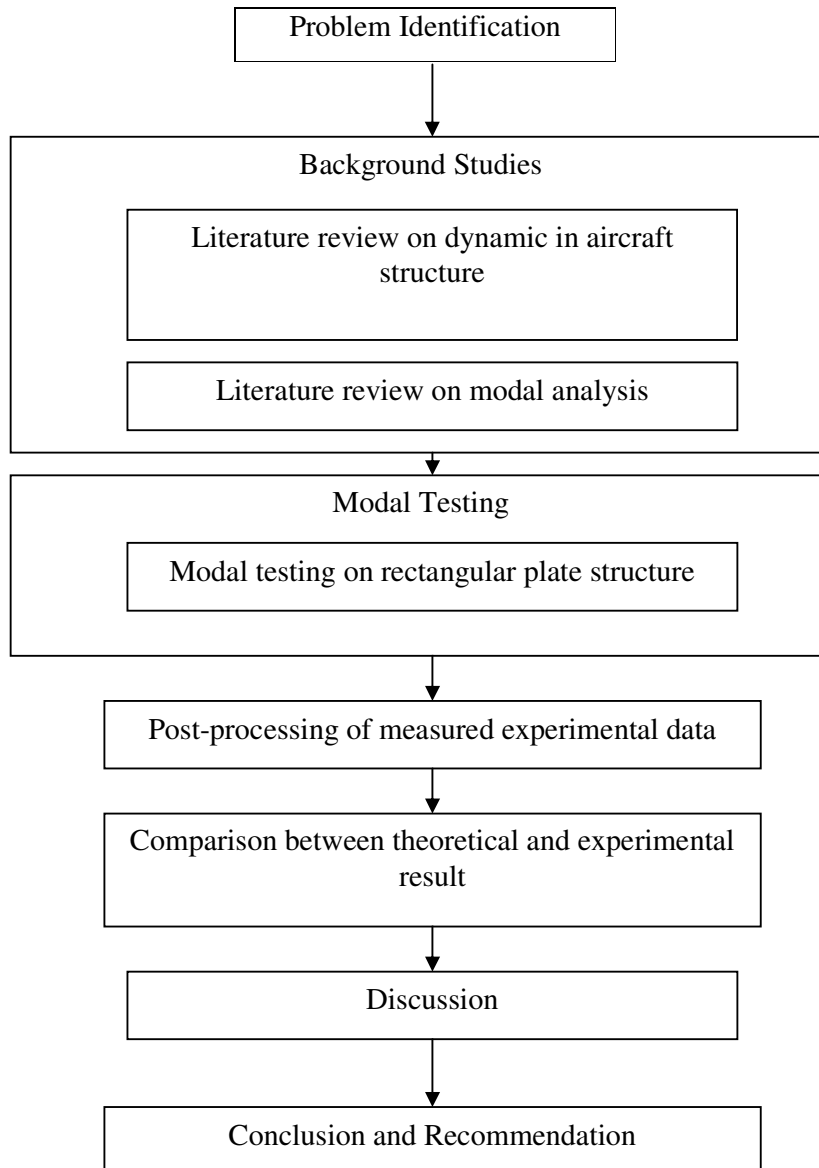 Problem Identification
Background Studies
Literature review on dynamic in aircraft
structure
Literature review on modal analysis
Modal Testing
Modal testing on rectangular plate structure
Post-processing of measured experimental data
Comparison between theoretical and experimental
result
Discussion
Conclusion and Recommendation